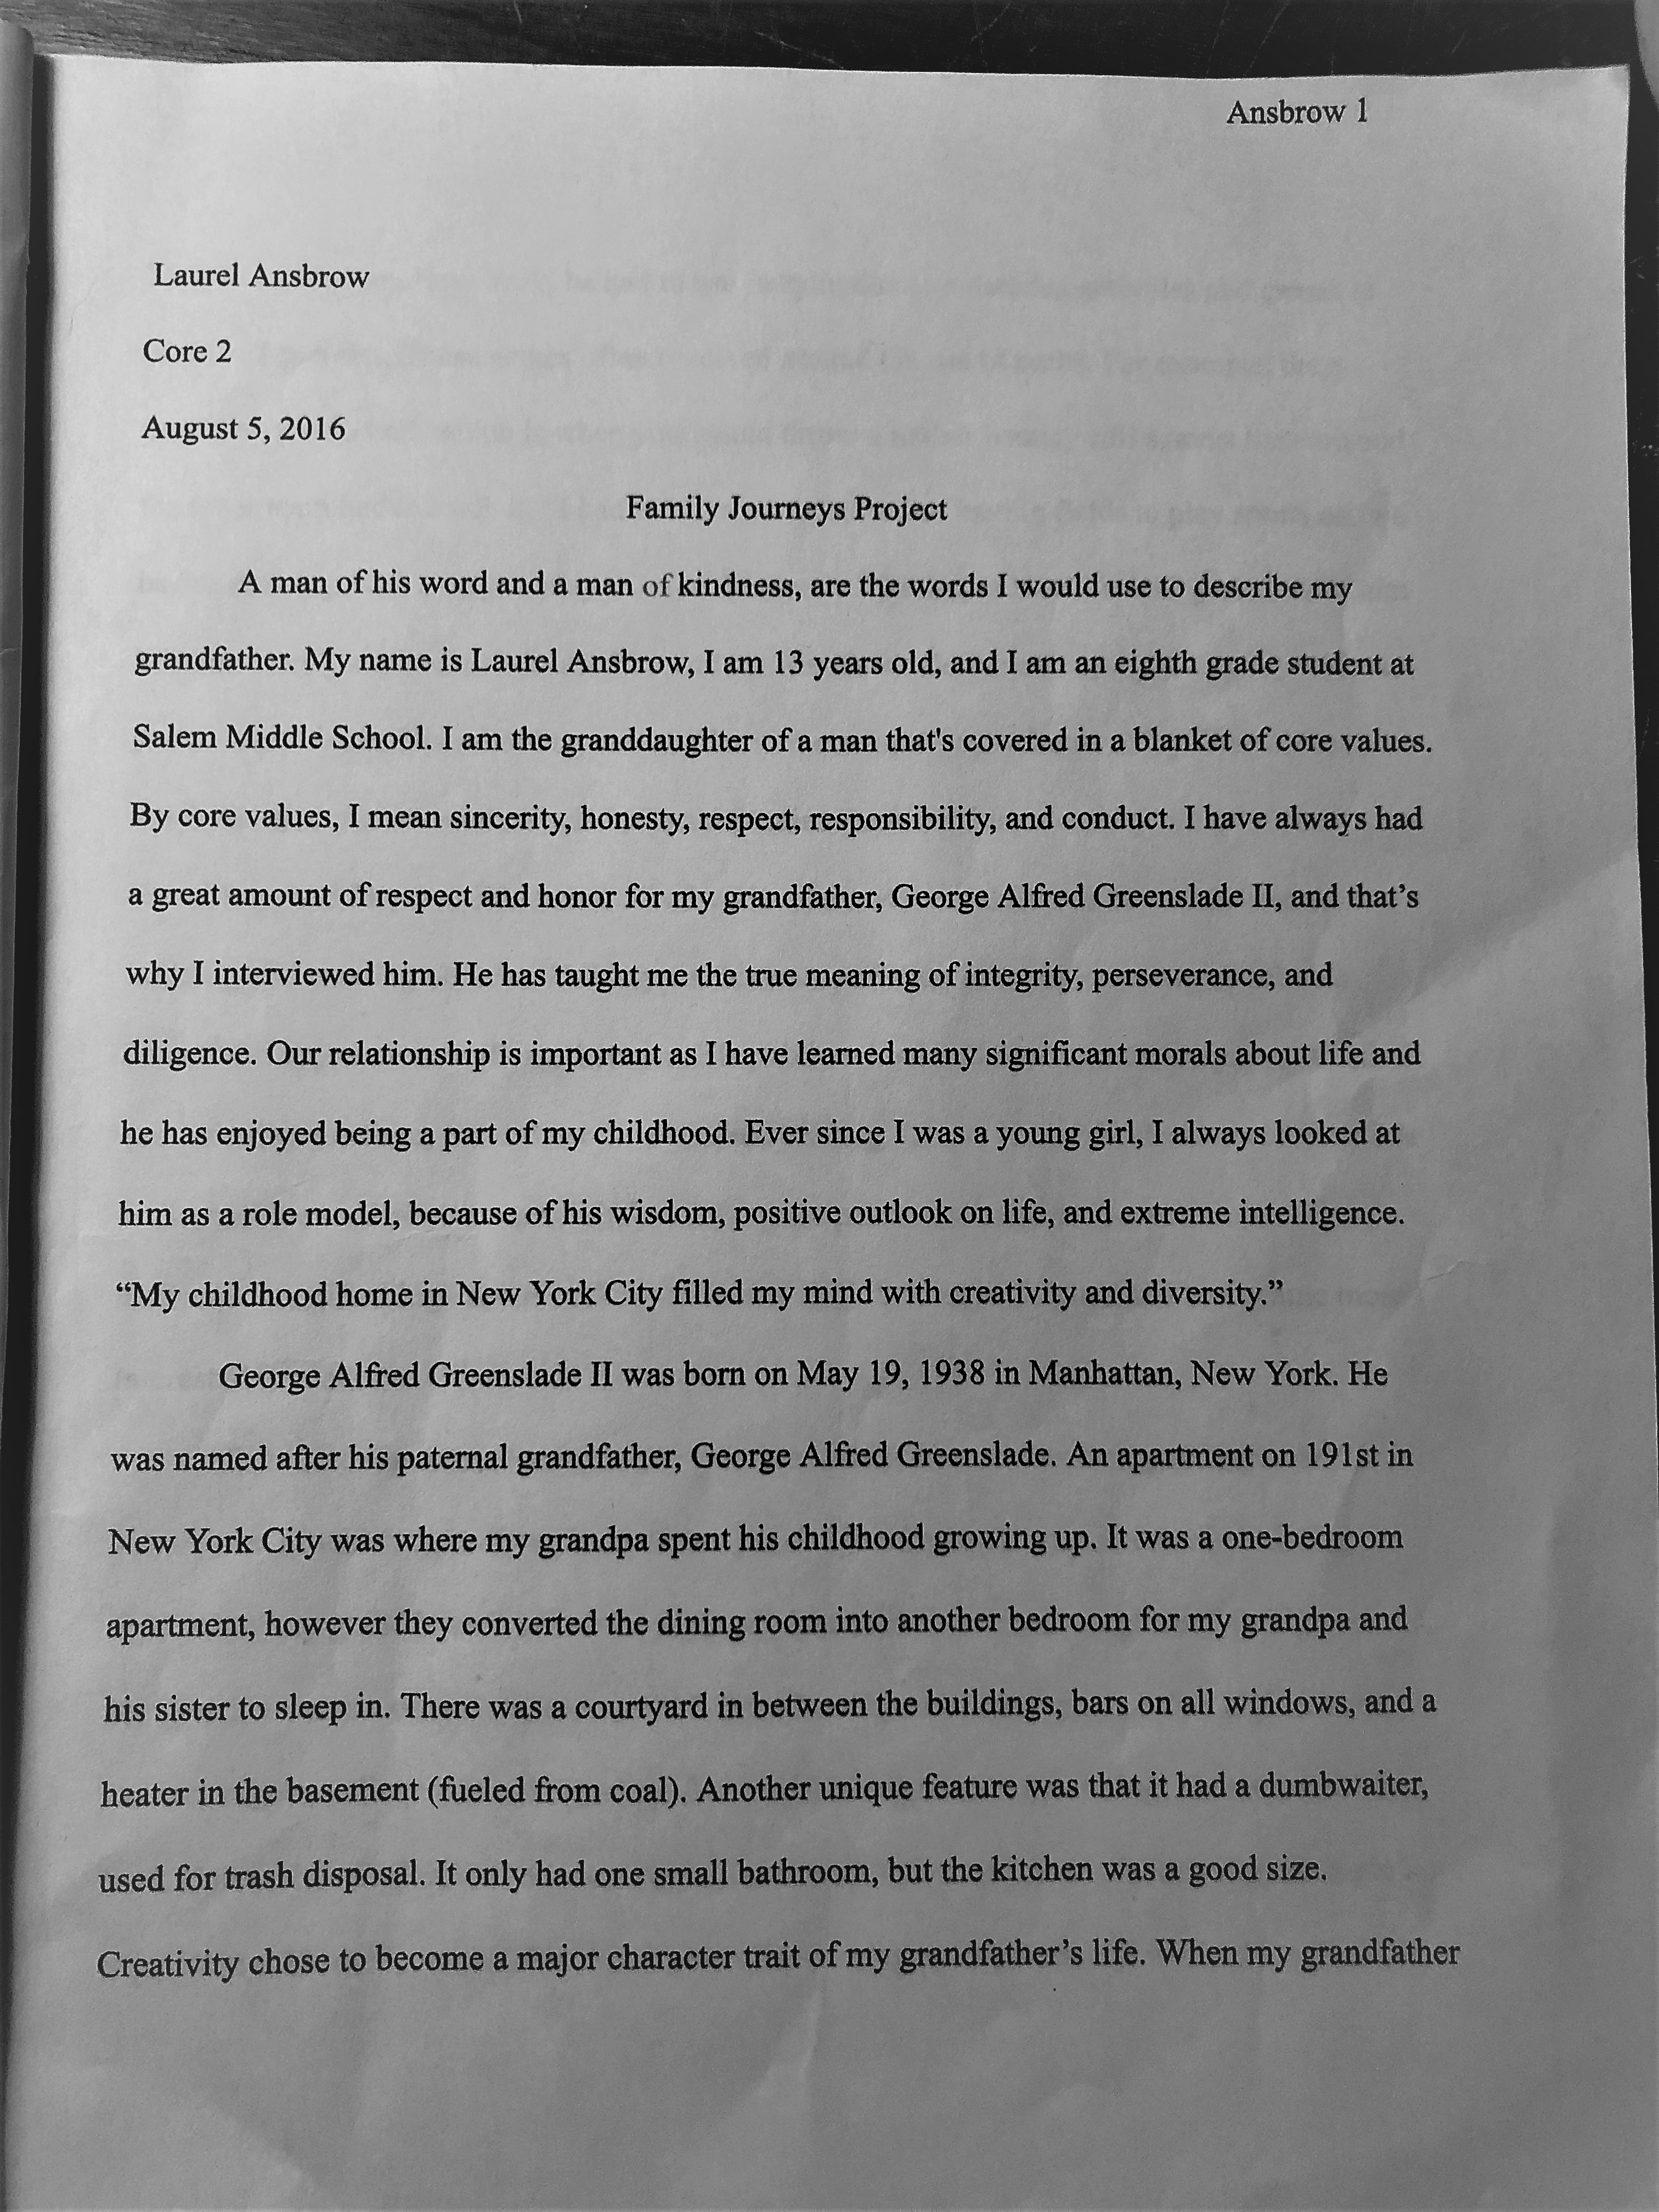 Ansbrow 1
Laurel Ansbrow
Core 2
August 5, 2016
Family Journeys Project
A man of his word and a man of kindness, are the words I would use to describe my
grandfather. My name is Laurel Ansbrow, I am 13 years old, and I am an eighth grade student at
Salem Middle School. I am the granddaughter of a man that's covered in a blanket of core values.
By core values, I mean sincerity, honesty, respect, responsibility, and conduct. I have always had
a great amount of respect and honor for my grandfather, George Alfred Greenslade II, and that’s
why I interviewed him. He has taught me the true meaning of integrity, perseverance, and
diligence. Our relationship is important as I have learned many significant morals about life and
he has enjoyed being a part of my childhood. Ever since I was a young girl, I always looked at
him as a role model, because of his wisdom, positive outlook on life, and extreme intelligence.
“My childhood home in New York City filled my mind with creativity and diversity.”
George Alfred Greenslade II was born on May 19, 1938 in Manhattan, New York. He
was named after his paternal grandfather, George Alfred Greenslade. An apartment on 191st in
New York City was where my grandpa spent his childhood growing up. It was a one-bedroom
apartment, however they converted the dining room into another bedroom for my grandpa and
his sister to sleep in. There was a courtyard in between the buildings, bars on all windows, and a
heater in the basement (fueled from coal). Another unique feature was that it had a dumbwaiter,
used for trash disposal. It only had one small bathroom, but the kitchen was a good size.
Creativity chose to become a major character trait of my grandfather’s life. When my grandfather